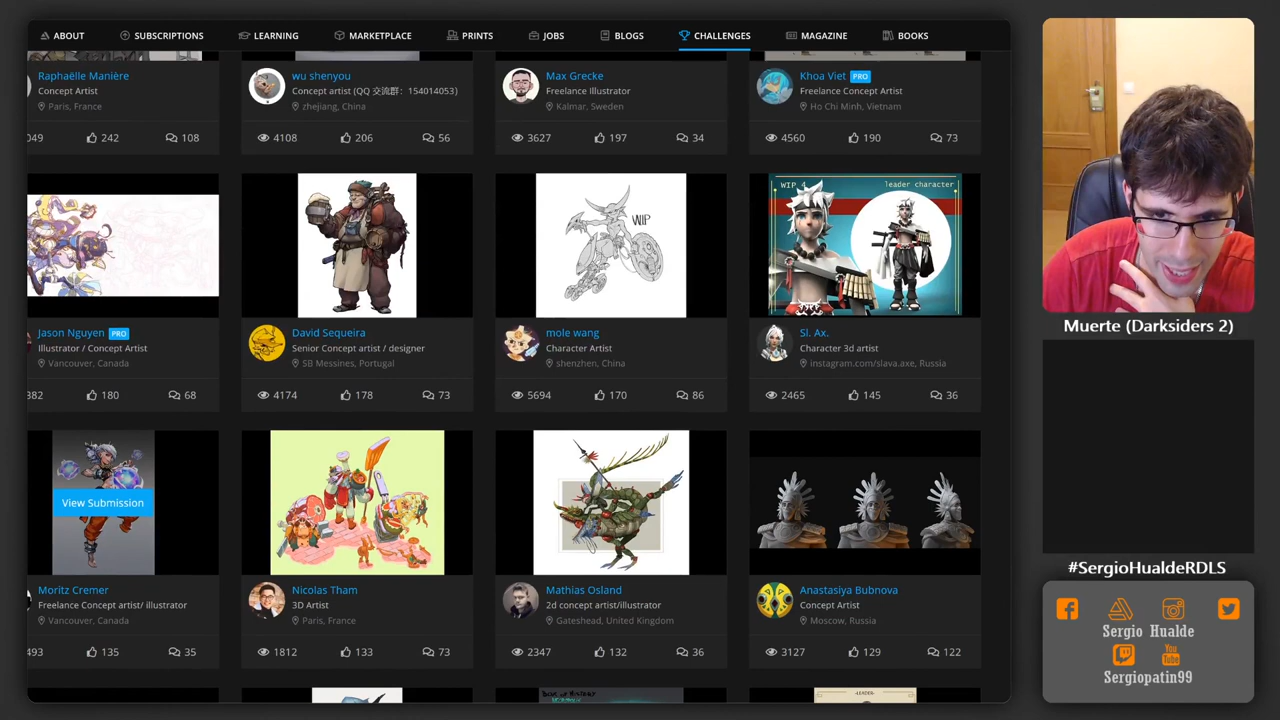 ABOUT SUBSCRIPTIONS LEARNING MARKETPLACE PRINTS JOBS BLOGS CHALLENGES MAGAZINE BOOKS
Raphaëlle Manière
Concept Artist
Paris, France
049 242 108
wu shenyou
Concept artist (QQ 交流群：154014053)
zhejiang, China
4108 206 56
Max Grecke
Freelance Illustrator
Kalmar, Sweden
3627 197 34
Khoa Viet PRO
Freelance Concept Artist
Ho Chi Minh, Vietnam
4560 190 73
Jason Nguyen PRO
Illustrator / Concept Artist
Vancouver, Canada
382 180 68
David Sequeira
Senior Concept artist / designer
SB Messines, Portugal
4174 178 73
WIP
mole wang
Character Artist
shenzhen, China
5694 170 86
WIP 4 leader character
Sl. Ax.
Character 3d artist
instagram.com/slava.axe, Russia
2465 145 36
View Submission
Moritz Cremer
Freelance Concept artist/ illustrator
Vancouver, Canada
493 135 35
Nicolas Tham
3D Artist
Paris, France
1812 133 73
Mathias Osland
2d concept artist/illustrator
Gateshead, United Kingdom
2347 132 36
Anastasiya Bubnova
Concept Artist
Moscow, Russia
3127 129 122
LEADER
Muerte (Darksiders 2)
#SergioHualdeRDLS
Sergio Hualde
You
Tube
Sergiopatin99